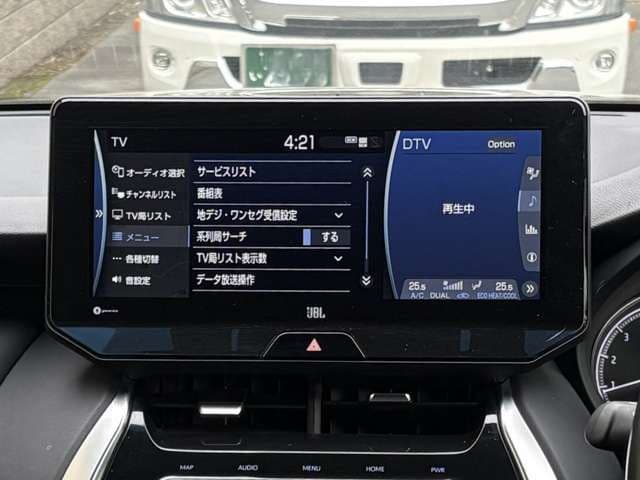 TV
4:21
DTV
Option
オーディオ選択
チャンネルリスト
TV局リスト
メニュー
各種切替
音設定
サービスリスト
番組表
地デジ・ワンセグ受信設定
系列局サーチ
する
TV局リスト表示数
データ放送操作
再生中
25.5
25.5
A/C
DUAL
ECO HEAT/COOL
JBL
MAP
AUDIO
MENU
HOME
PWR
3
2
1